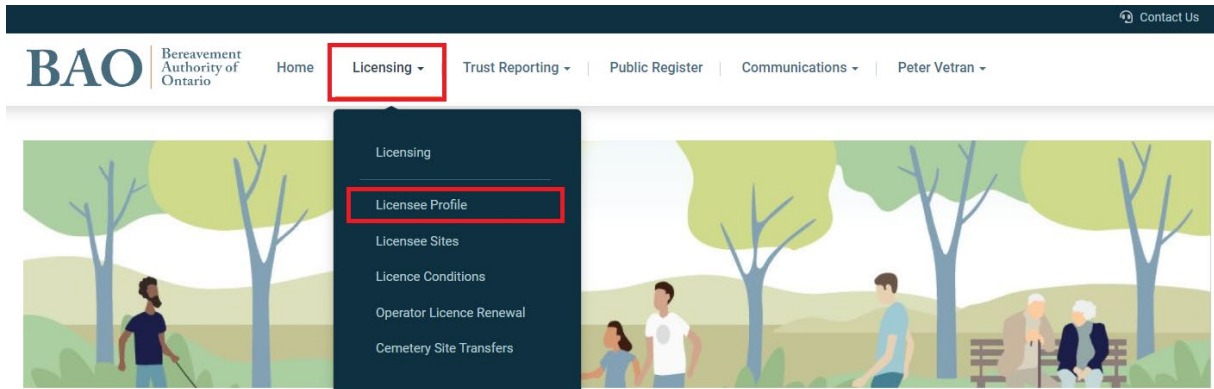 Contact Us
BAO
Bereavement
Authority of
Ontario
Home
Licensing
Trust Reporting
Public Register
Communications
Peter Vetran
Licensing
Licensee Profile
Licensee Sites
Licence Conditions
Operator Licence Renewal
Cemetery Site Transfers